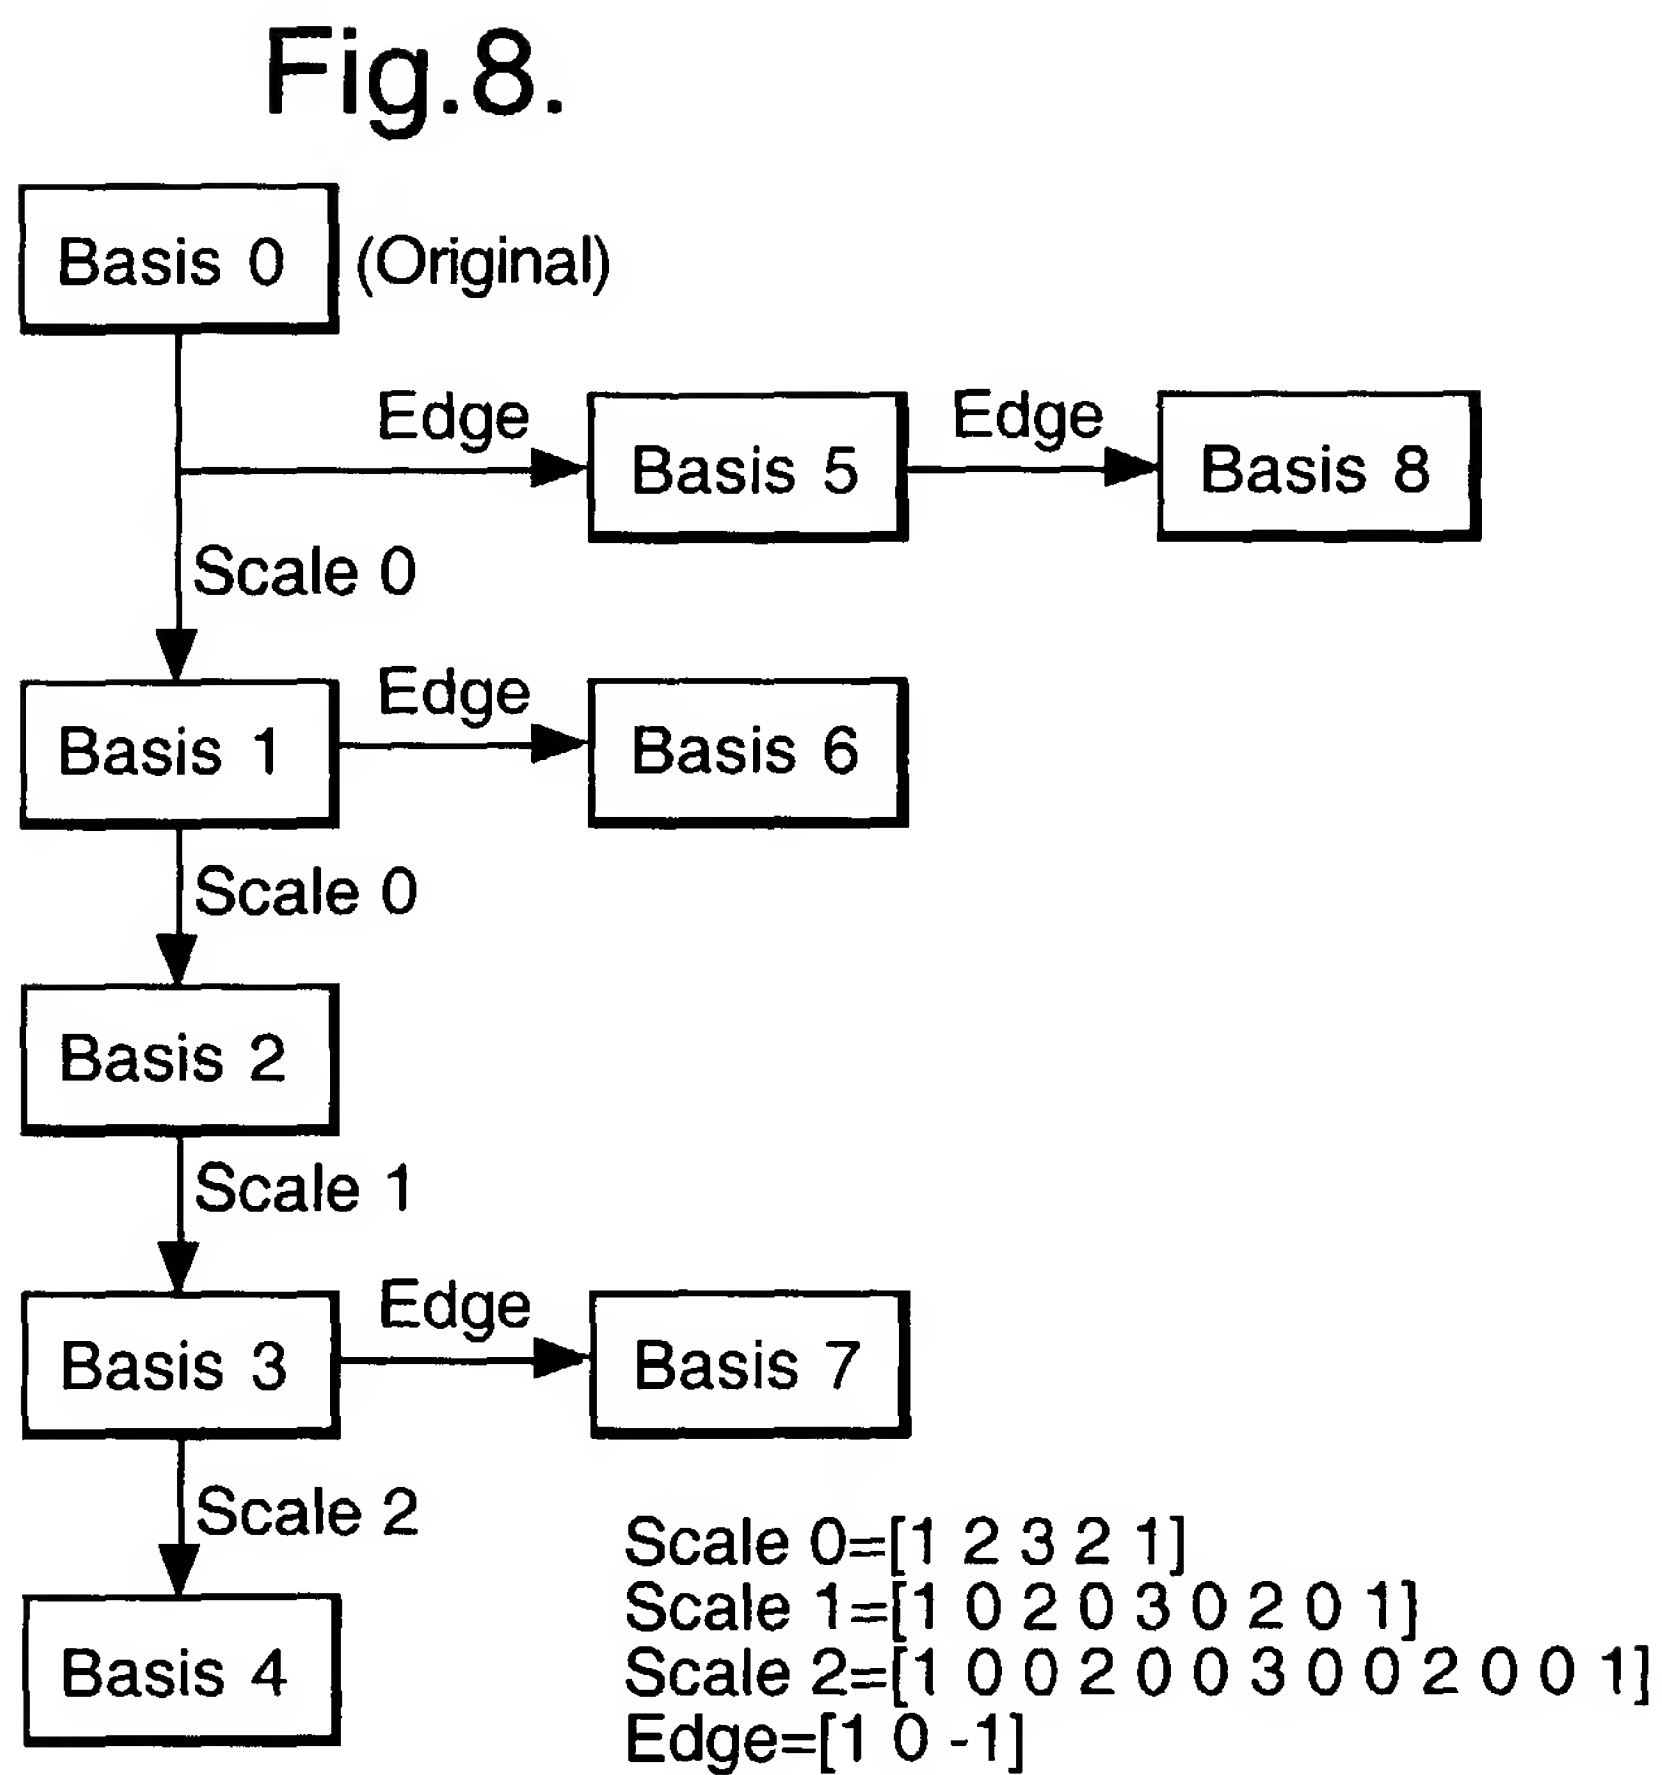 Fig.8.
Basis 0 (Original)
Edge
Basis 5
Edge
Basis 8
Scale 0
Basis 1
Edge
Basis 6
Scale 0
Basis 2
Scale 1
Basis 3
Edge
Basis 7
Scale 2
Basis 4
Scale 0=[1 2 3 2 1]
Scale 1=[1 0 2 0 3 0 2 0 1]
Scale 2=[1 0 0 2 0 0 3 0 0 2 0 0 1]
Edge=[1 0 -1]